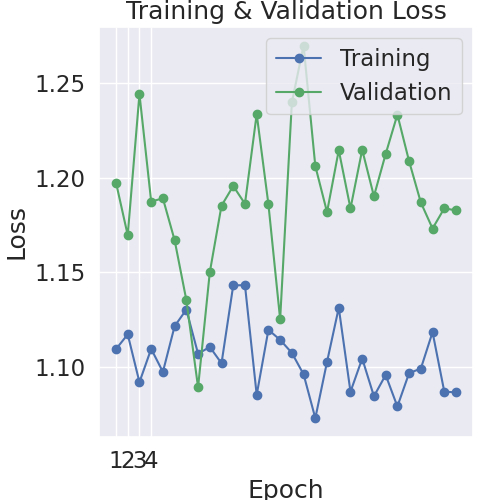 Training & Validation Loss
Training
Validation
1.25
1.20
1.15
1.10
Loss
1234
Epoch